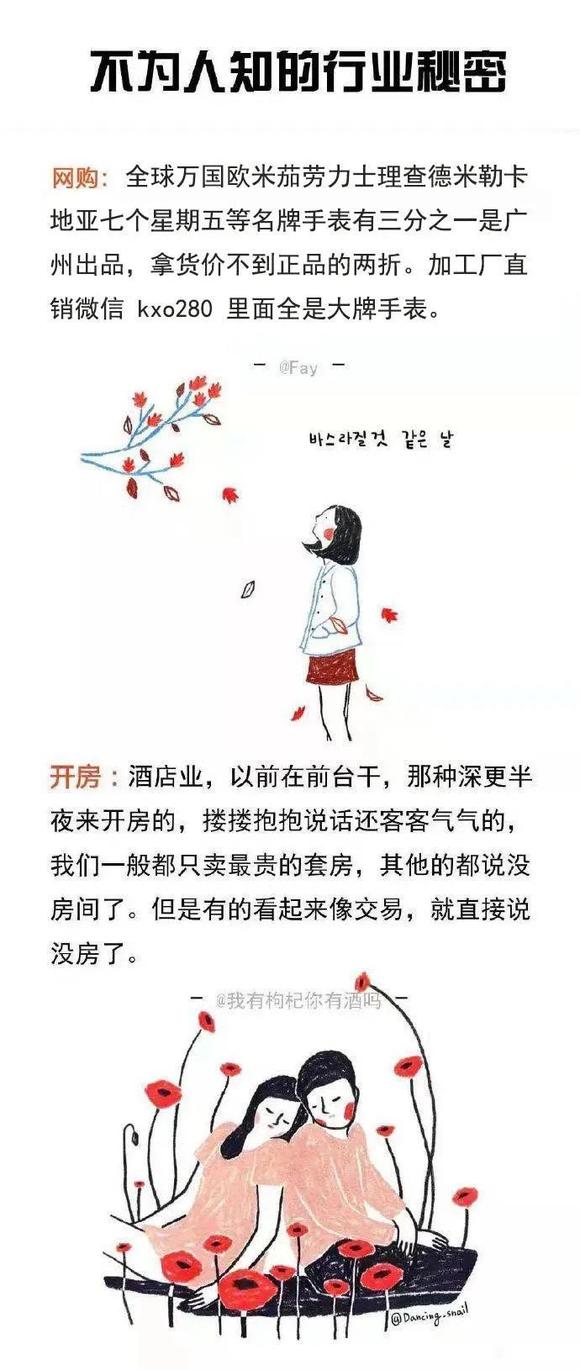 不为人知的行业秘密
网购：全球万国欧米茄劳力士理查德米勒卡
地亚七个星期五等名牌手表有三分之一是广
州出品，拿货价不到正品的两折。加工厂直
销微信 kxo280 里面全是大牌手表。
- @Fay -
바스라질것 같은 날
开房：酒店业，以前在前台干，那种深更半
夜来开房的，搂搂抱抱说话还客客气气的，
我们一般都只卖最贵的套房，其他的都说没
房间了。但是有的看起来像交易，就直接说
没房了。
- @我有枸杞你有酒吗 -
@Dancing.snail